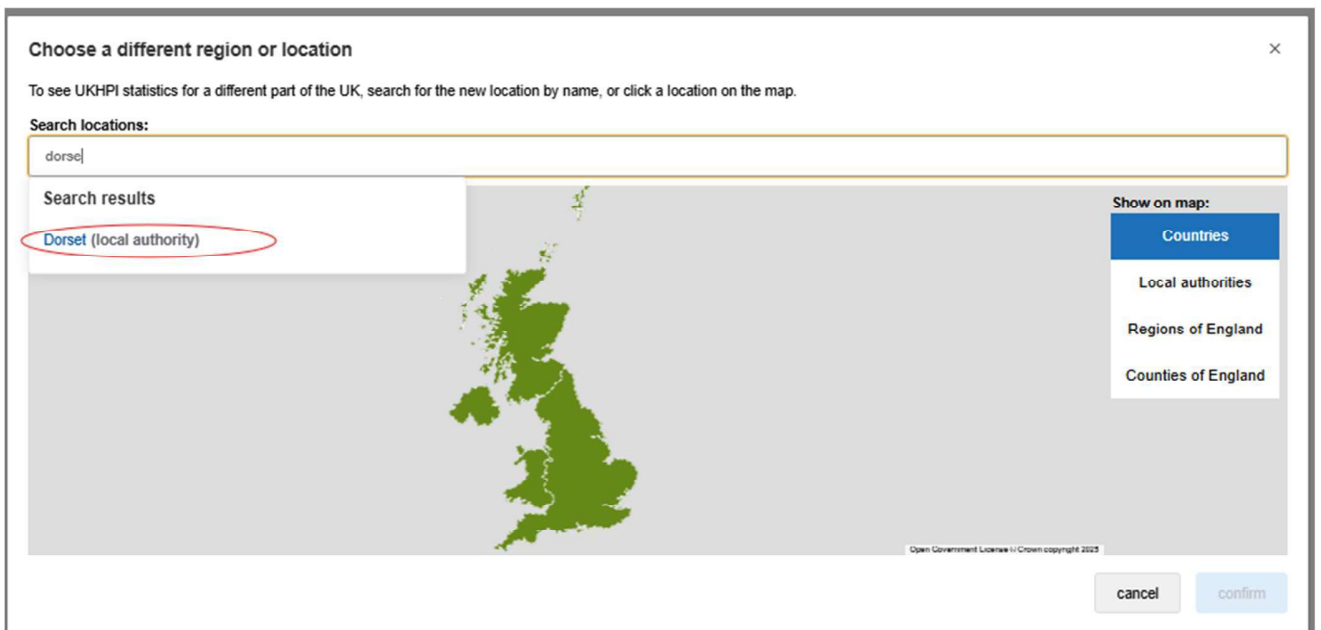 Choose a different region or location
×
To see UKHPI statistics for a different part of the UK, search for the new location by name, or click a location on the map.
Search locations:
dorse
Search results
Dorset (local authority)
Show on map:
Countries
Local authorities
Regions of England
Counties of England
Open Government License © Crown copyright 2025
cancel
confirm